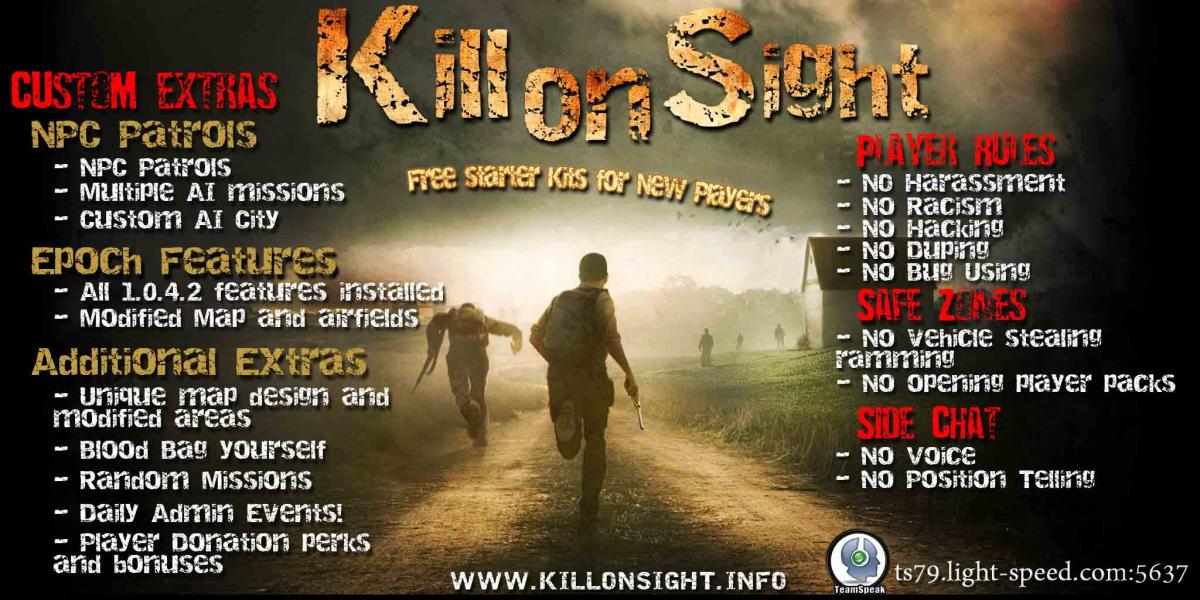 Kill on Sight
Free Starter Kits for New Players
CUSTOM EXTRAS
NPC Patrols
- NPC Patrols
- Multiple AI missions
- Custom AI City
Epoch Features
- All 1.0.4.2 features installed
- Modified Map and airfields
Additional Extras
- Unique map design and
modified areas
- Blood Bag yourself
- Random Missions
- Daily Admin Events!
- Player Donation perks
and bonuses
PLAYER RULES
- No Harassment
- No Racism
- No Hacking
- No Duping
- No Bug Using
SAFE ZONES
- No vehicle stealing
ramming
- No opening player packs
SIDE CHAT
- No Voice
- No Position Telling
WWW.KILLONSIGHT.INFO
TeamSpeak
ts79.light-speed.com:5637